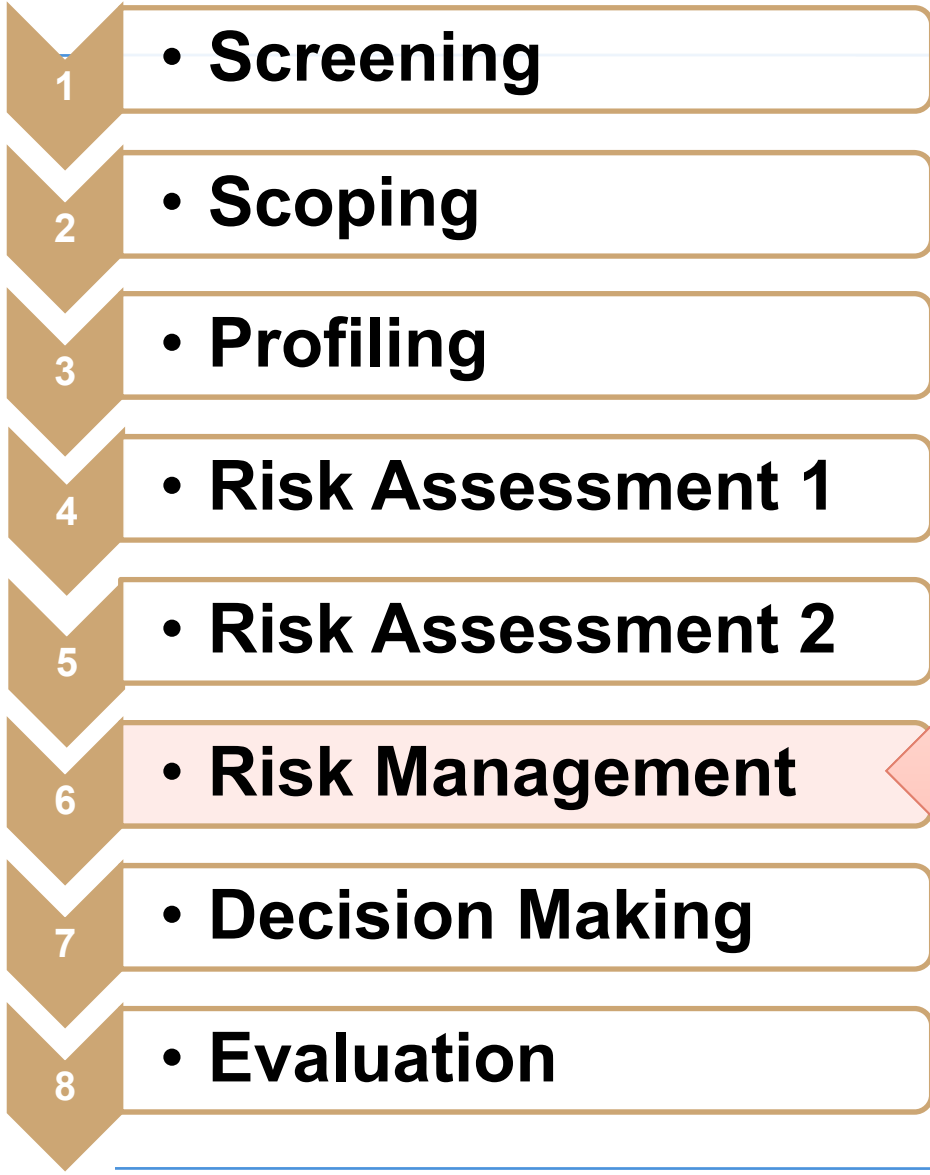 1 • Screening
2 • Scoping
3 • Profiling
4 • Risk Assessment 1
5 • Risk Assessment 2
6 • Risk Management
7 • Decision Making
8 • Evaluation